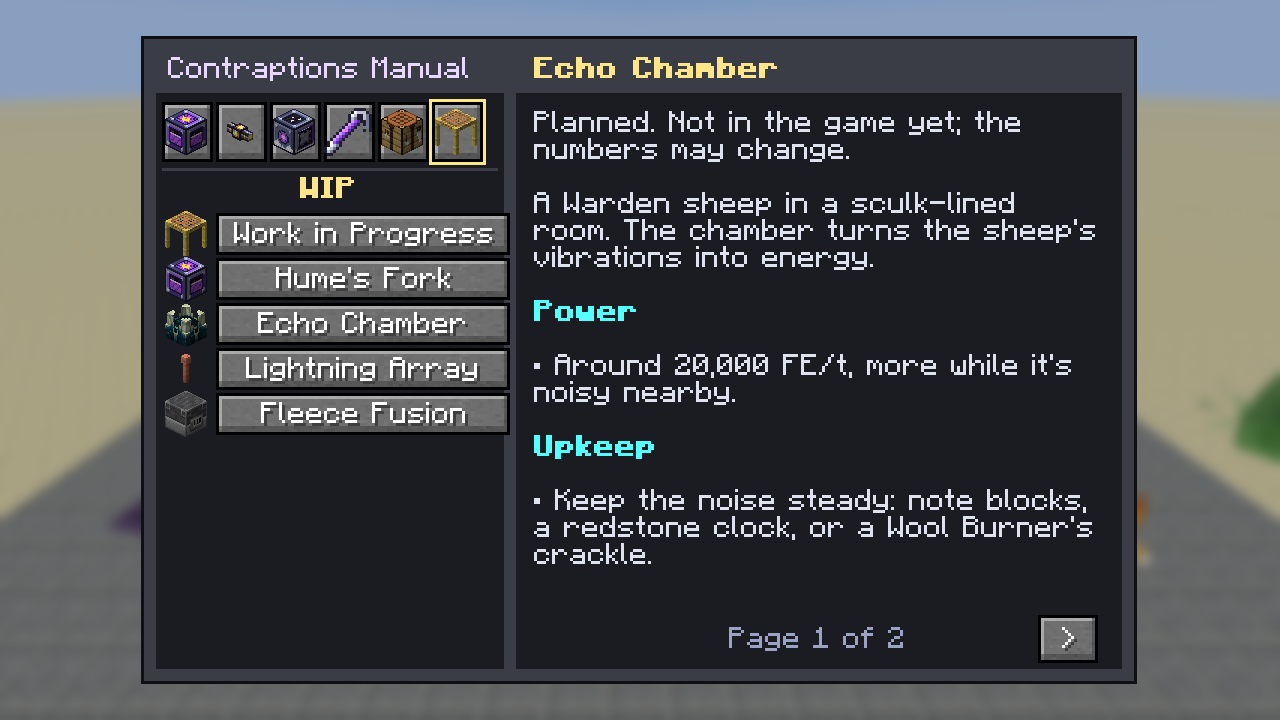 Contraptions Manual
WIP
Work in Progress
Hume's Fork
Echo Chamber
Lightning Array
Fleece Fusion
Echo Chamber
Planned. Not in the game yet; the
numbers may change.
A Warden sheep in a sculk-lined
room. The chamber turns the sheep's
vibrations into energy.
Power
• Around 20,000 FE/t, more while it's
noisy nearby.
Upkeep
• Keep the noise steady: note blocks,
a redstone clock, or a Wool Burner's
crackle.
Page 1 of 2
>